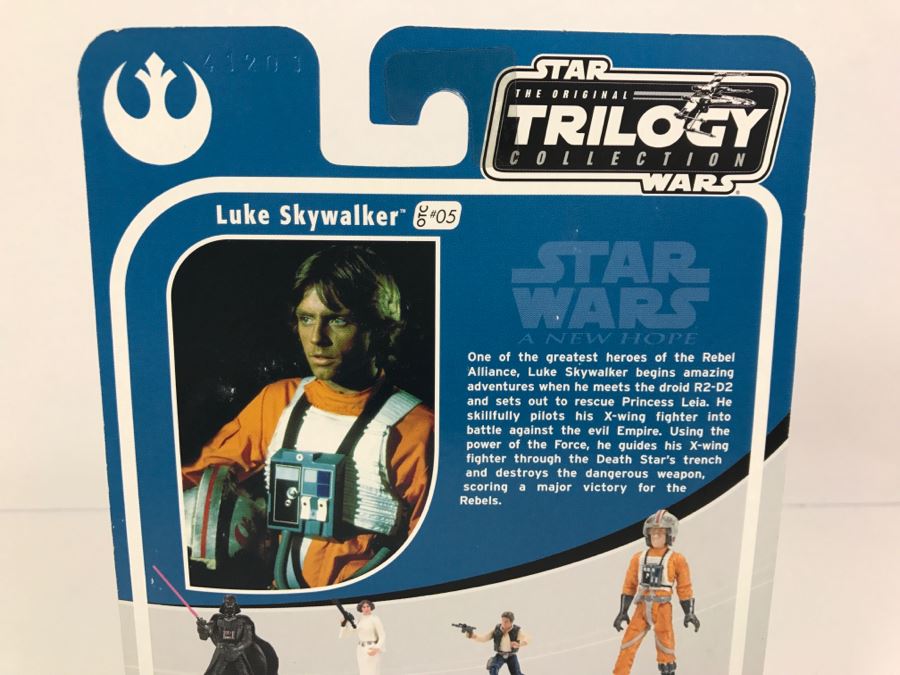 41203
STAR
THE ORIGINAL
TRILOGY
COLLECTION
WARS®
Luke Skywalker™ OTC #05
STAR
WARS
A NEW HOPE
One of the greatest heroes of the Rebel
Alliance, Luke Skywalker begins amazing
adventures when he meets the droid R2-D2
and sets out to rescue Princess Leia. He
skillfully pilots his X-wing fighter into
battle against the evil Empire. Using the
power of the Force, he guides his X-wing
fighter through the Death Star's trench
and destroys the dangerous weapon,
scoring a major victory for the
Rebels.